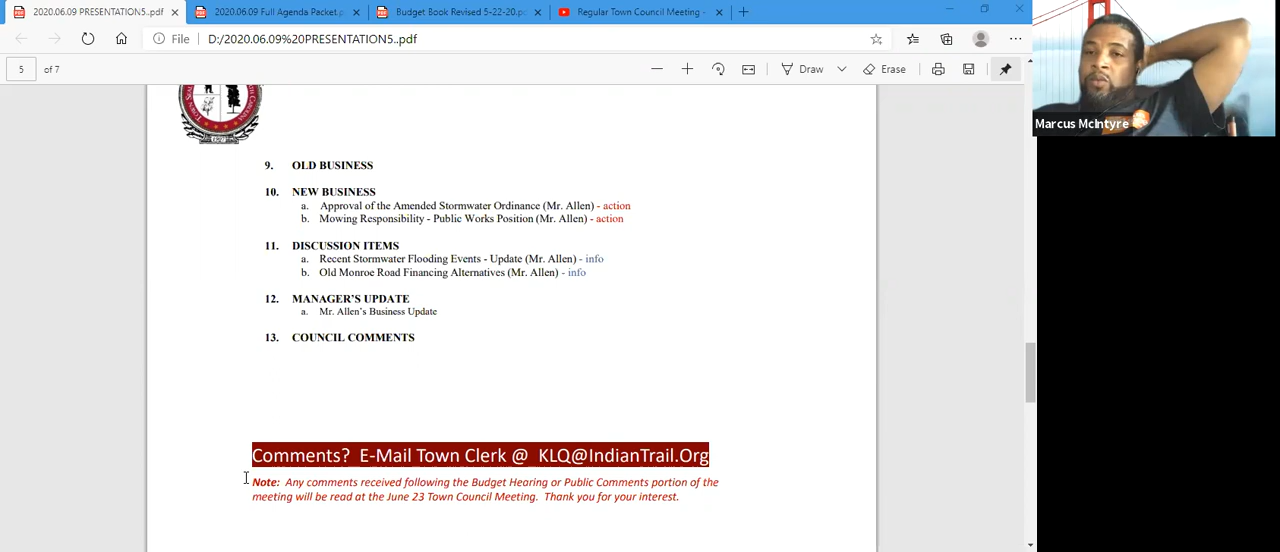 2020.06.09 PRESENTATION5..pdf
2020.06.09 Full Agenda Packet.p
Budget Book Revised 5-22-20.p
Regular Town Council Meeting -
File
D:/2020.06.09%20PRESENTATION5..pdf
5 of 7
Draw
Erase
Marcus McIntyre
9. OLD BUSINESS
10. NEW BUSINESS
a. Approval of the Amended Stormwater Ordinance (Mr. Allen) - action
b. Mowing Responsibility - Public Works Position (Mr. Allen) - action
11. DISCUSSION ITEMS
a. Recent Stormwater Flooding Events - Update (Mr. Allen) - info
b. Old Monroe Road Financing Alternatives (Mr. Allen) - info
12. MANAGER'S UPDATE
a. Mr. Allen's Business Update
13. COUNCIL COMMENTS
Comments? E-Mail Town Clerk @ KLQ@IndianTrail.Org
Note: Any comments received following the Budget Hearing or Public Comments portion of the
meeting will be read at the June 23 Town Council Meeting. Thank you for your interest.